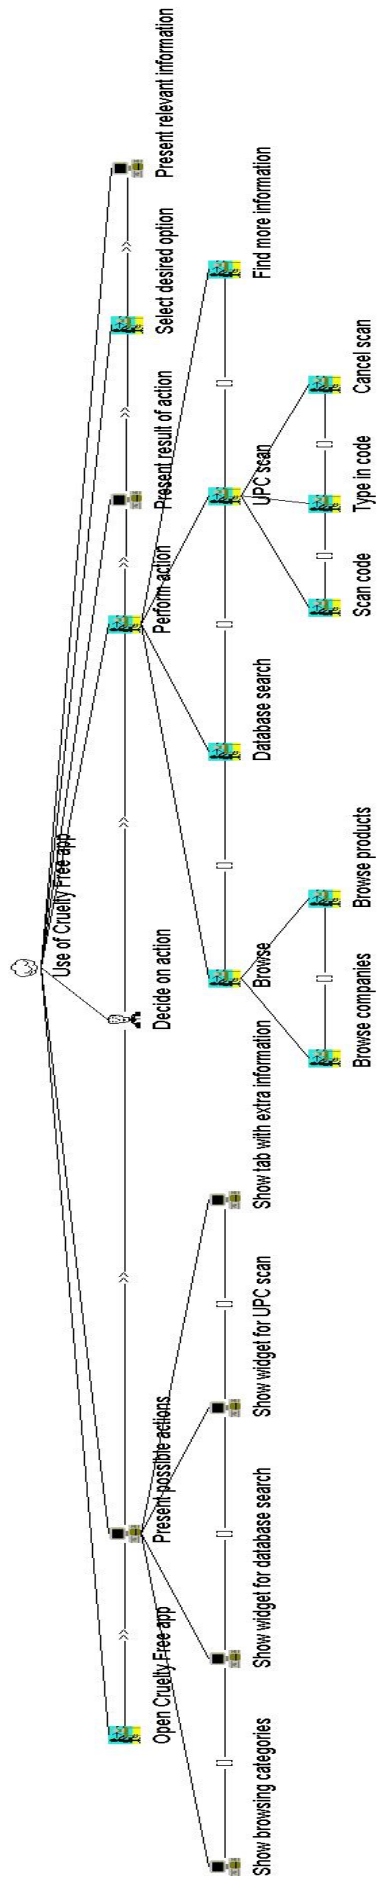 Use of Cruelty Free app
Open Cruelty Free app
Present possible actions
Decide on action
Perform action
Present result of action
Select desired option
Present relevant information
Show browsing categories
Show widget for database search
Show widget for UPC scan
Show tab with extra information
Browse
Database search
UPC scan
Find more information
Browse companies
Browse products
Scan code
Type in code
Cancel scan